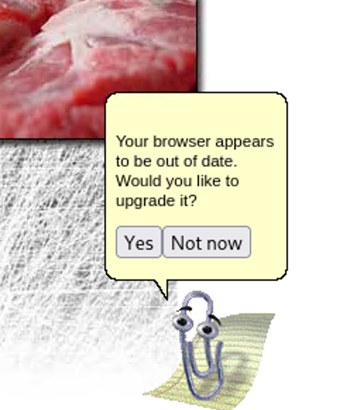 Your browser appears
to be out of date.
Would you like to
upgrade it?
Yes Not now